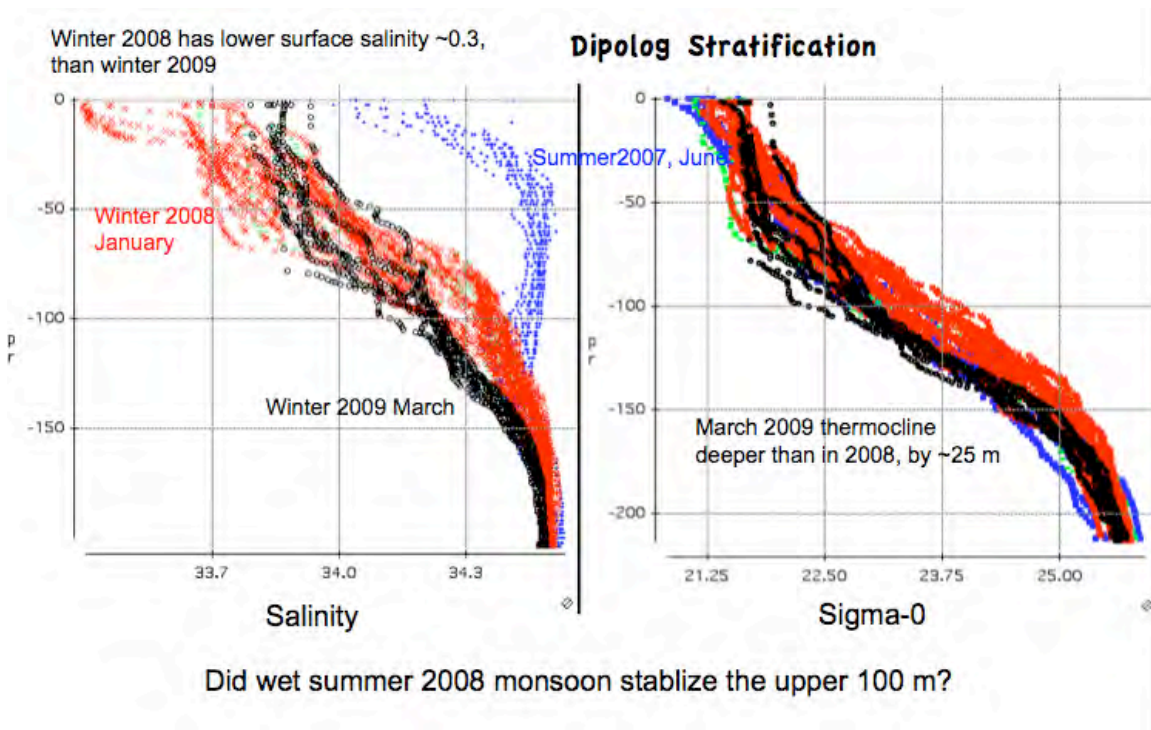 Winter 2008 has lower surface salinity ~0.3,
than winter 2009
Dipolog Stratification
0
-50
-100
-150
p
r
Winter 2008
January
Winter 2009 March
Summer2007, June
33.7 34.0 34.3
Salinity
0
-50
-100
-150
-200
p
r
March 2009 thermocline
deeper than in 2008, by ~25 m
21.25 22.50 23.75 25.00
Sigma-0
Did wet summer 2008 monsoon stablize the upper 100 m?